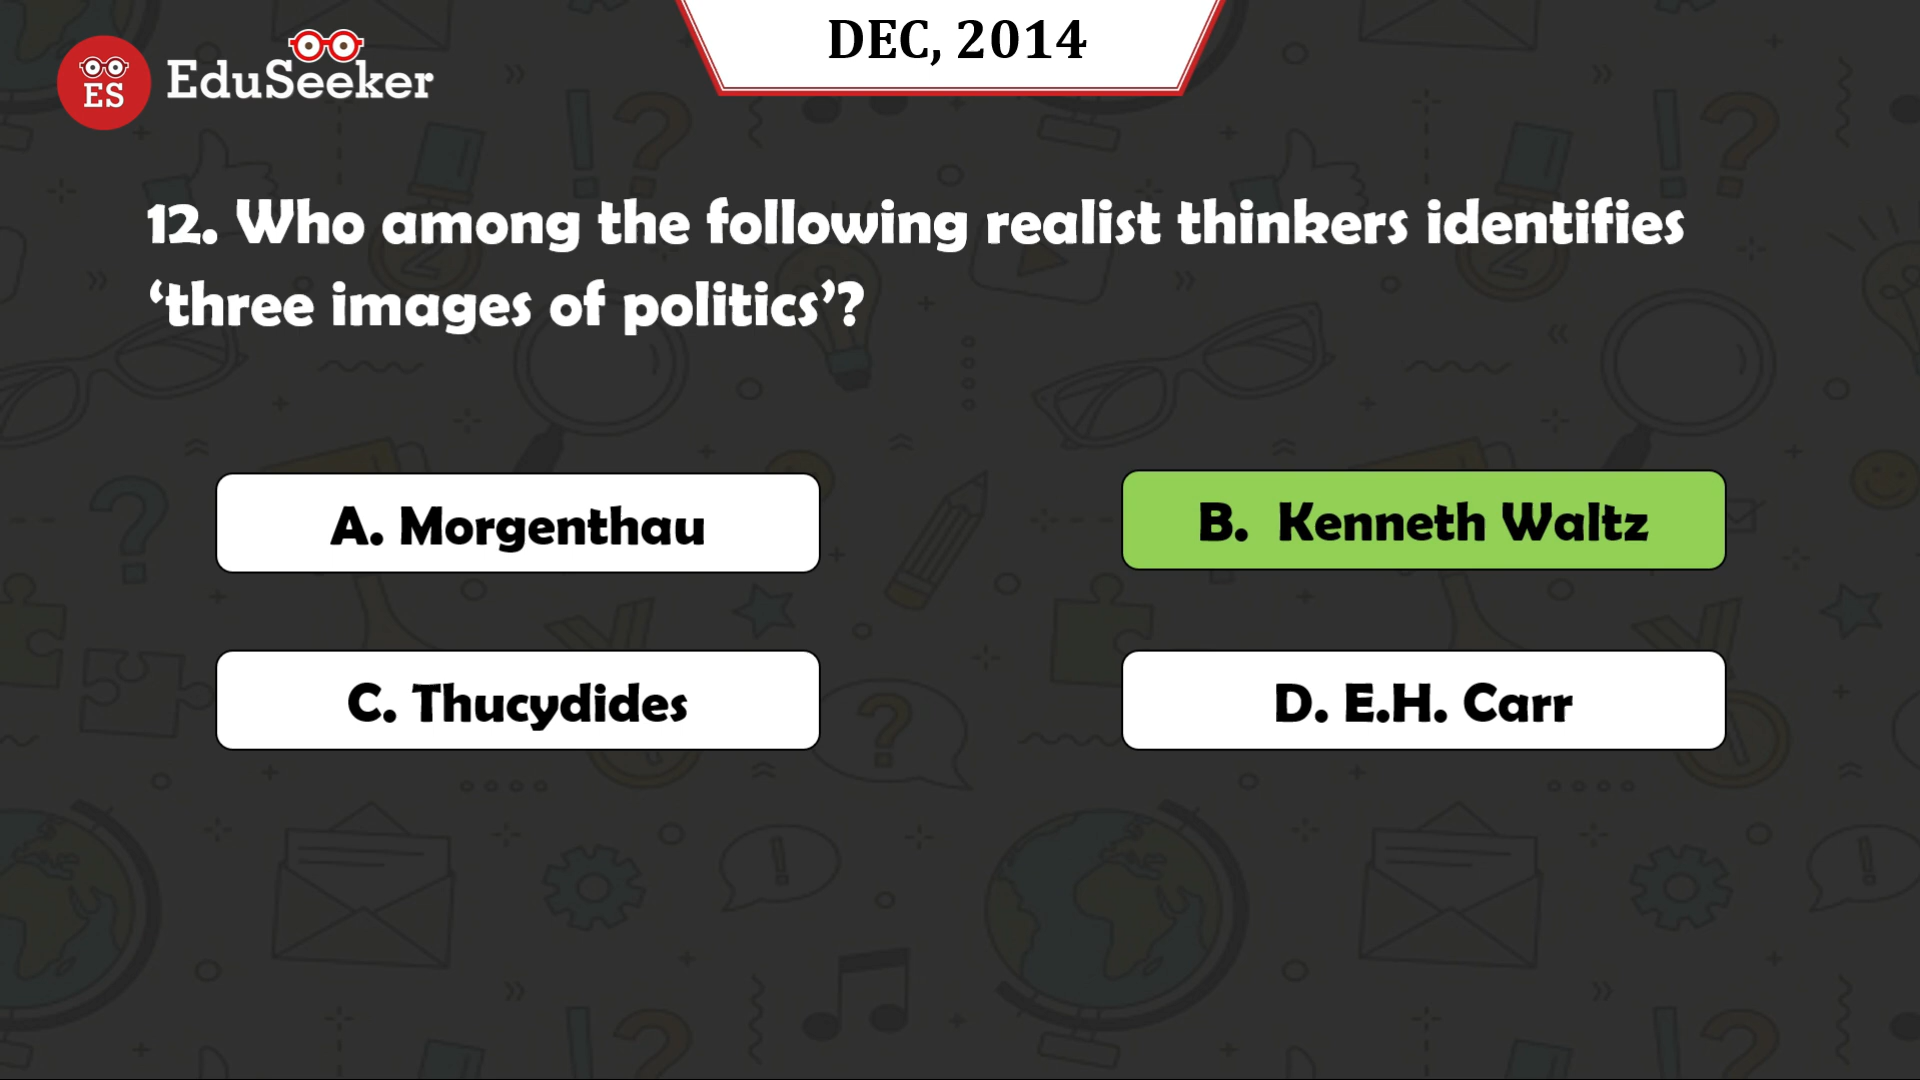 DEC, 2014
ES
EduSeeker
12. Who among the following realist thinkers identifies
‘three images of politics’?
A. Morgenthau
B. Kenneth Waltz
C. Thucydides
D. E.H. Carr